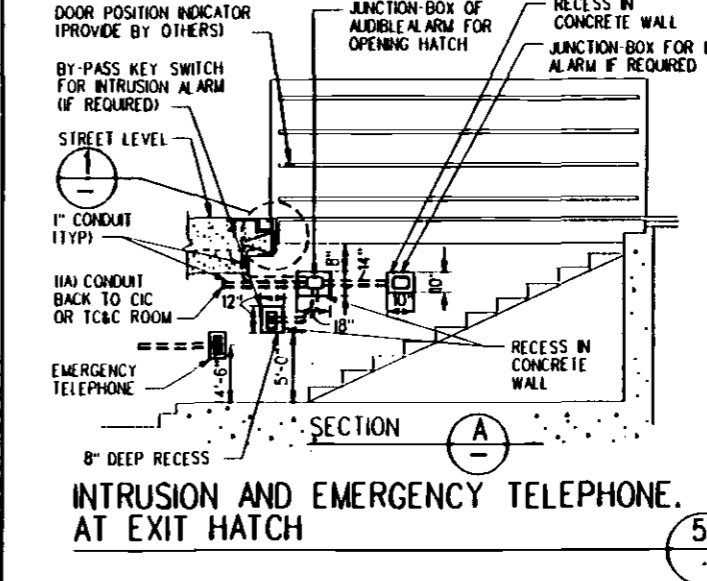 DOOR POSITION INDICATOR
(PROVIDE BY OTHERS)
JUNCTION-BOX OF
AUDIBLE ALARM FOR
OPENING HATCH
RECESS IN
CONCRETE WALL
JUNCTION-BOX FOR
ALARM IF REQUIRED
BY-PASS KEY SWITCH
FOR INTRUSION ALARM
(IF REQUIRED)
STREET LEVEL
1
-
1" CONDUIT
(TYP)
(1A) CONDUIT
BACK TO CIC
OR TC&C ROOM
EMERGENCY
TELEPHONE
12"
8"
14"
18"
10"
10"
4'-6"
5'-0"
RECESS IN
CONCRETE
WALL
8" DEEP RECESS
SECTION
A
-
INTRUSION AND EMERGENCY TELEPHONE.
AT EXIT HATCH
5